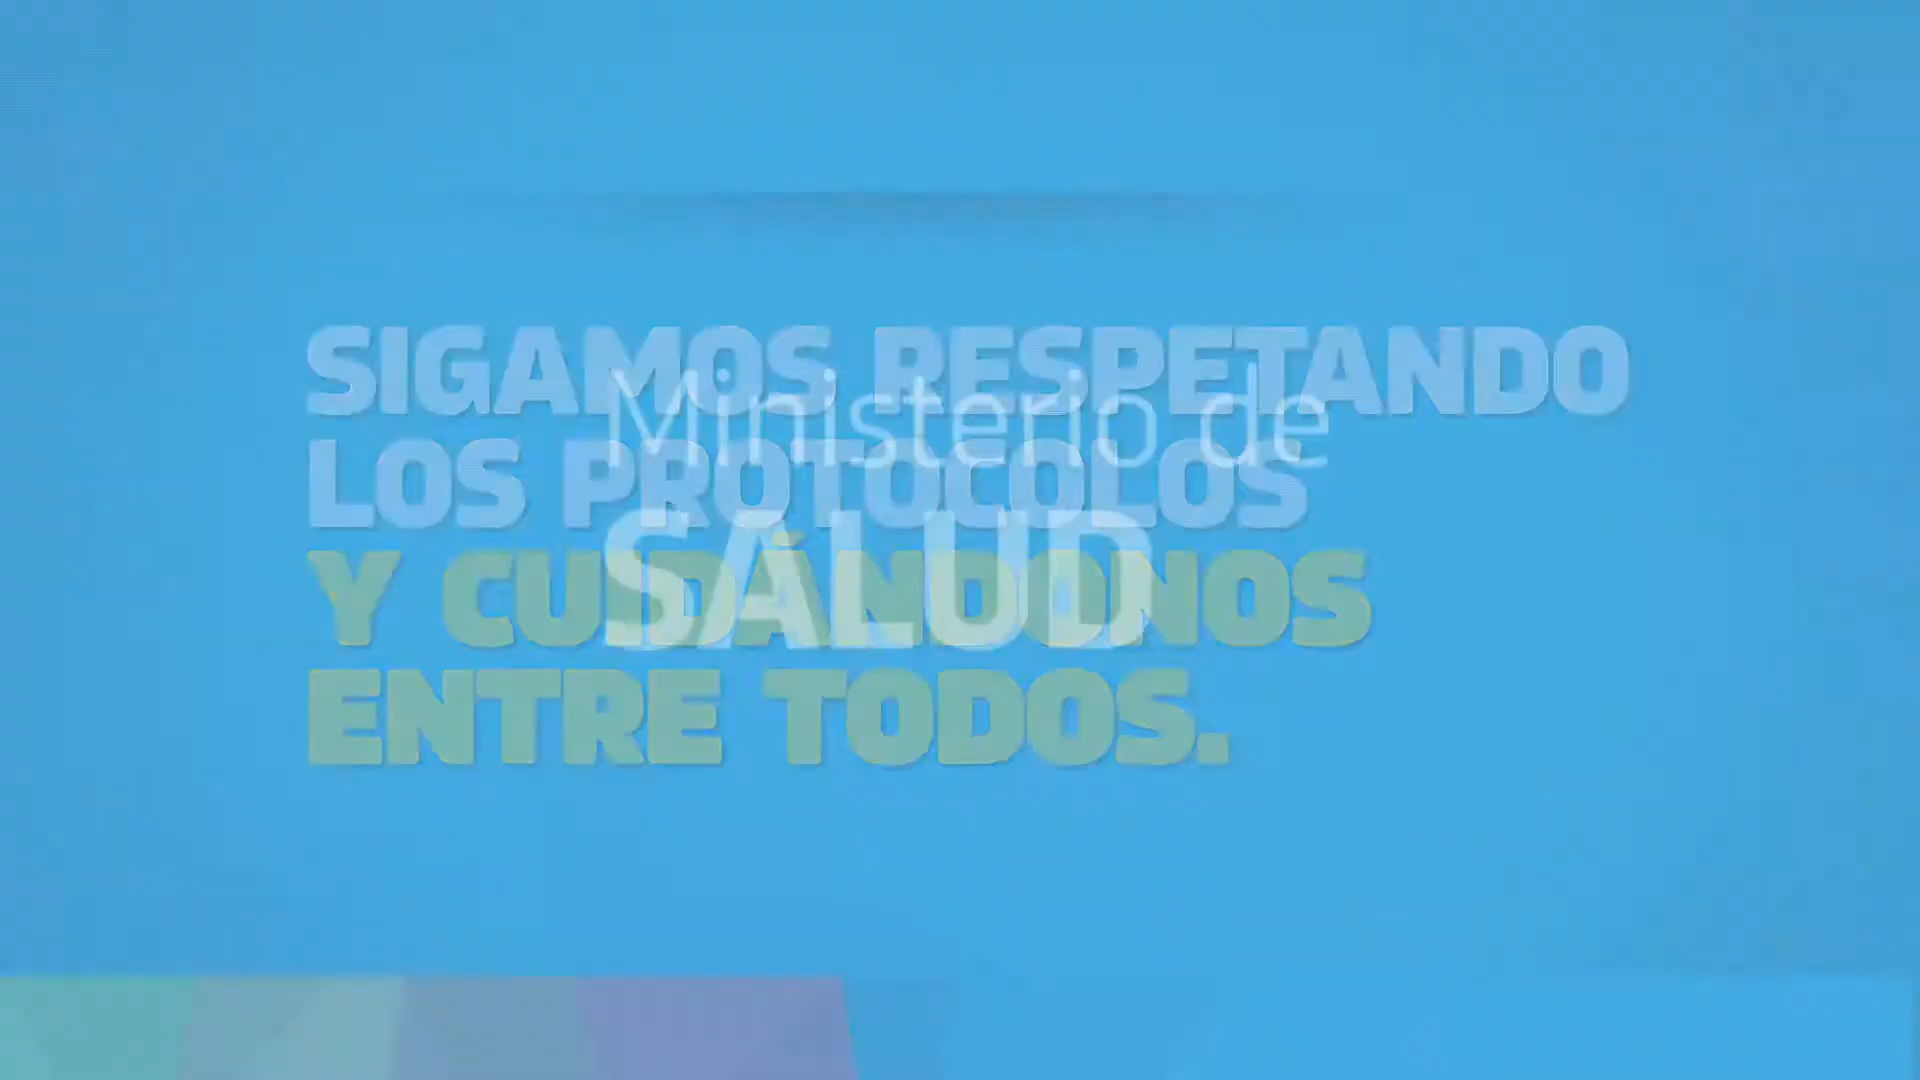 SIGAMOS RESPETANDO
LOS PROTOCOLOS
Y CUIDÁNDONOS
ENTRE TODOS.
Ministerio de
SALUD